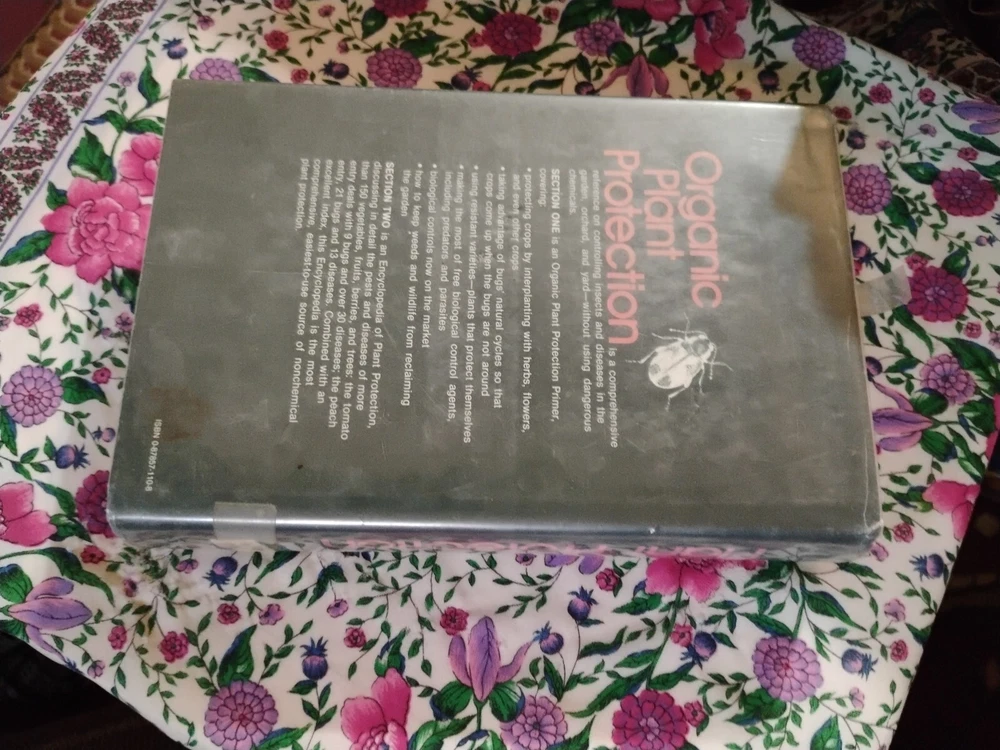 Organic
Plant
Protection is a comprehensive
reference on controlling insects and diseases in the
garden, orchard, and yard—without using dangerous
chemicals.
SECTION ONE is an Organic Plant Protection Primer,
covering:
• protecting crops by interplanting with herbs, flowers,
and even other crops
• taking advantage of bugs' natural cycles so that
crops come up when the bugs are not around
• using resistant varieties—plants that protect themselves
• making the most of free biological control agents,
including predators and parasites
• biological controls now on the market
• how to keep weeds and wildlife from reclaiming
the garden
SECTION TWO is an Encyclopedia of Plant Protection,
discussing in detail the pests and diseases of more
than 150 vegetables, fruits, berries, and trees: the tomato
entry deals with 9 bugs and over 30 diseases; the peach
entry 21 bugs and 13 diseases. Combined with an
excellent index, this Encyclopedia is the most
comprehensive, easiest-to-use source of nonchemical
plant protection.
ISBN 0-87857-110-8